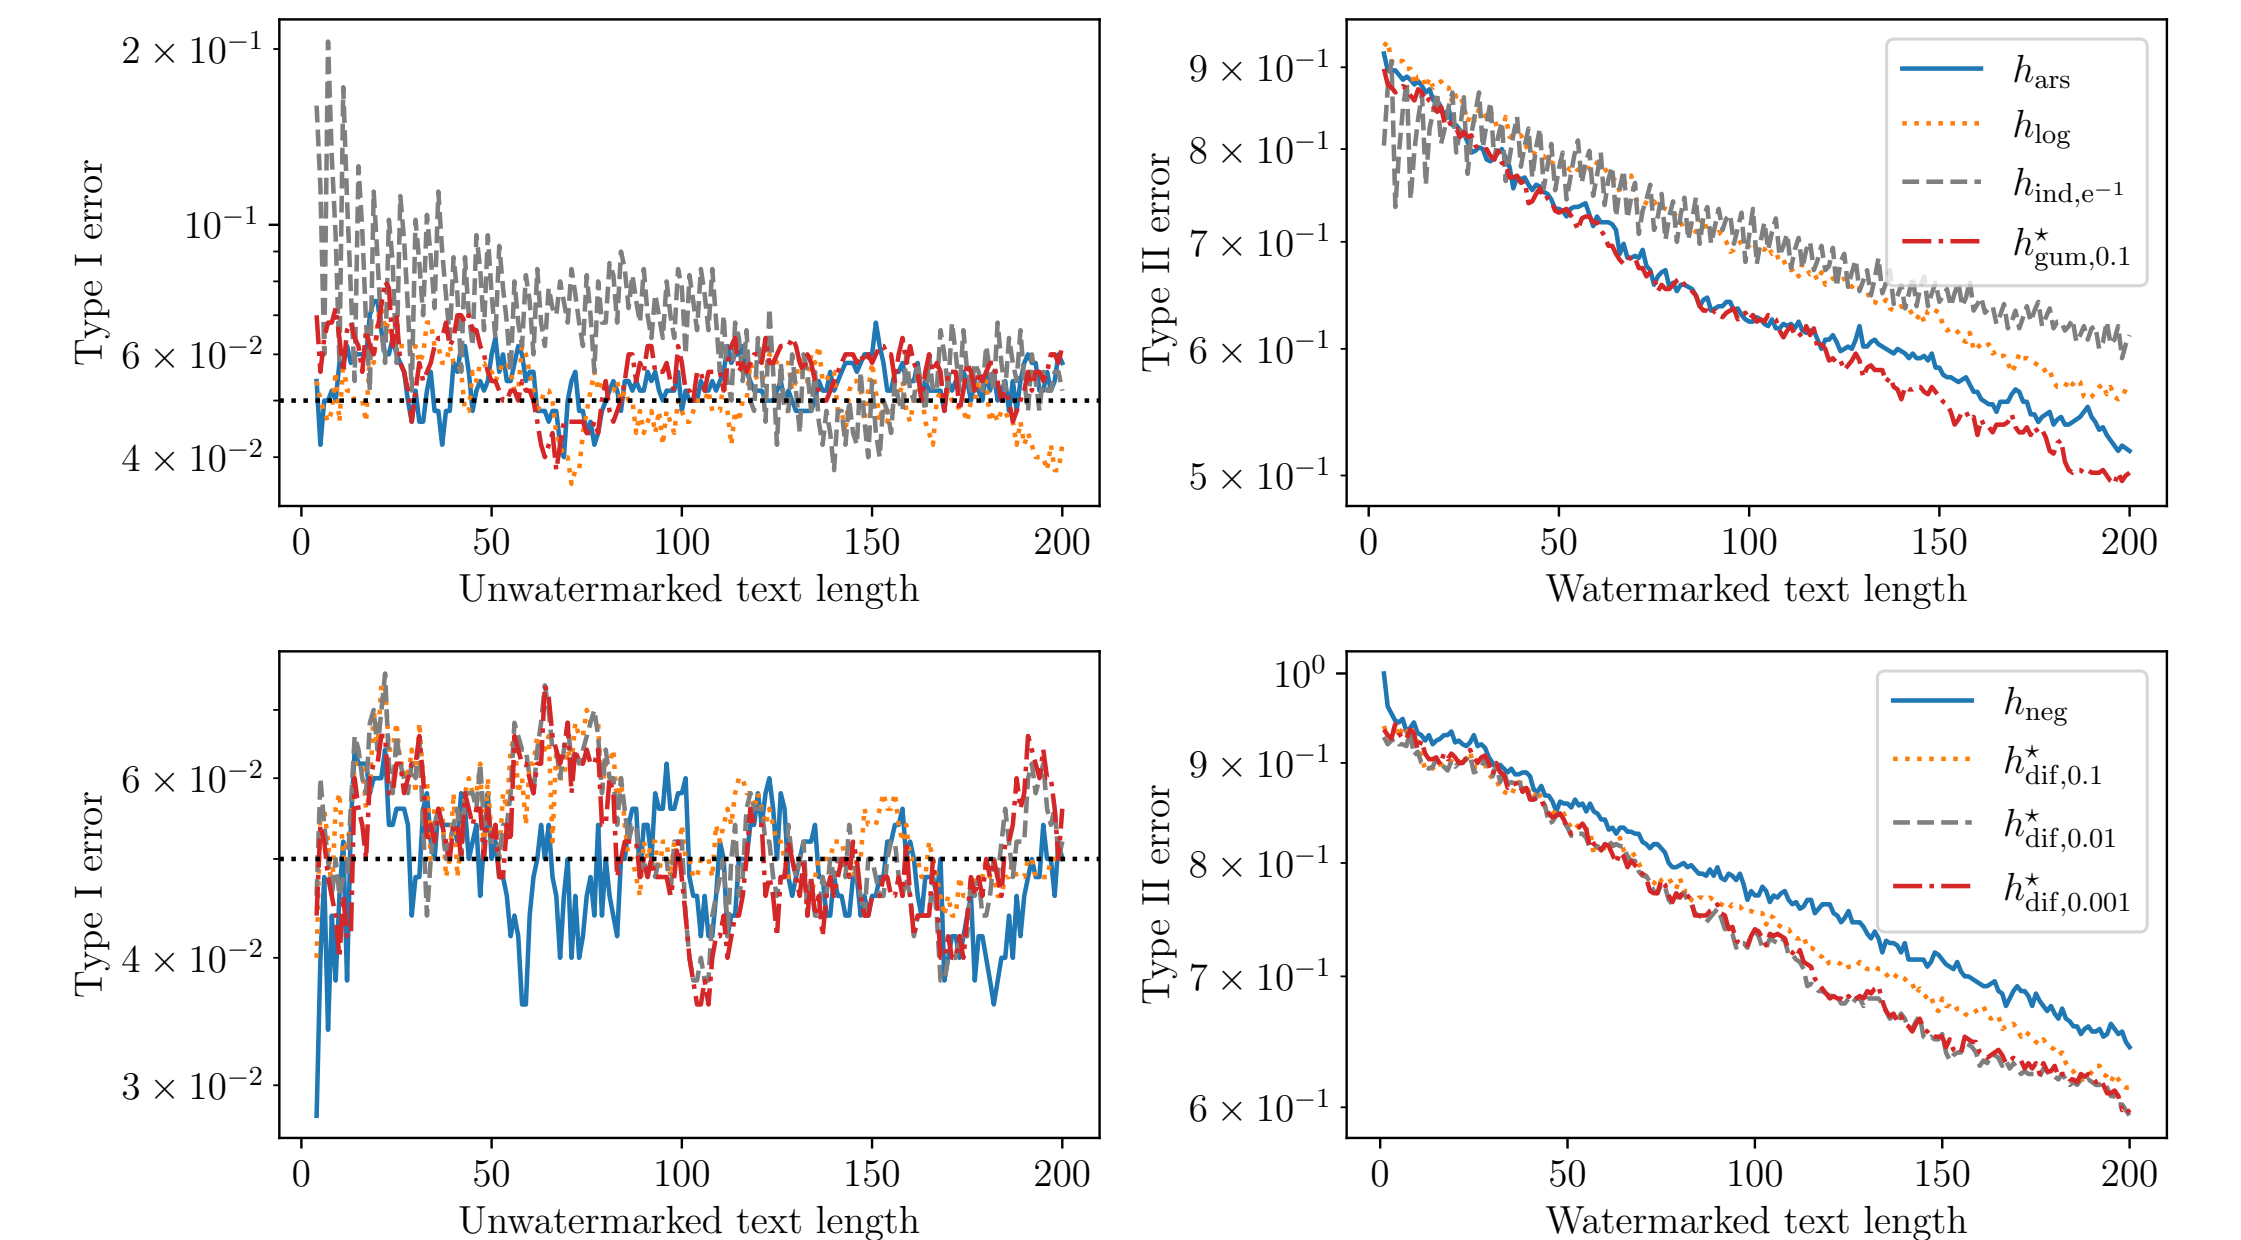 Type I error
2 × 10⁻¹
10⁻¹
6 × 10⁻²
4 × 10⁻²
0 50 100 150 200
Unwatermarked text length
Type II error
9 × 10⁻¹
8 × 10⁻¹
7 × 10⁻¹
6 × 10⁻¹
5 × 10⁻¹
h_ars
h_log
h_ind,e⁻¹
h*_gum,0.1
0 50 100 150 200
Watermarked text length
Type I error
6 × 10⁻²
4 × 10⁻²
3 × 10⁻²
0 50 100 150 200
Unwatermarked text length
Type II error
10⁰
9 × 10⁻¹
8 × 10⁻¹
7 × 10⁻¹
6 × 10⁻¹
h_neg
h*_dif,0.1
h*_dif,0.01
h*_dif,0.001
0 50 100 150 200
Watermarked text length